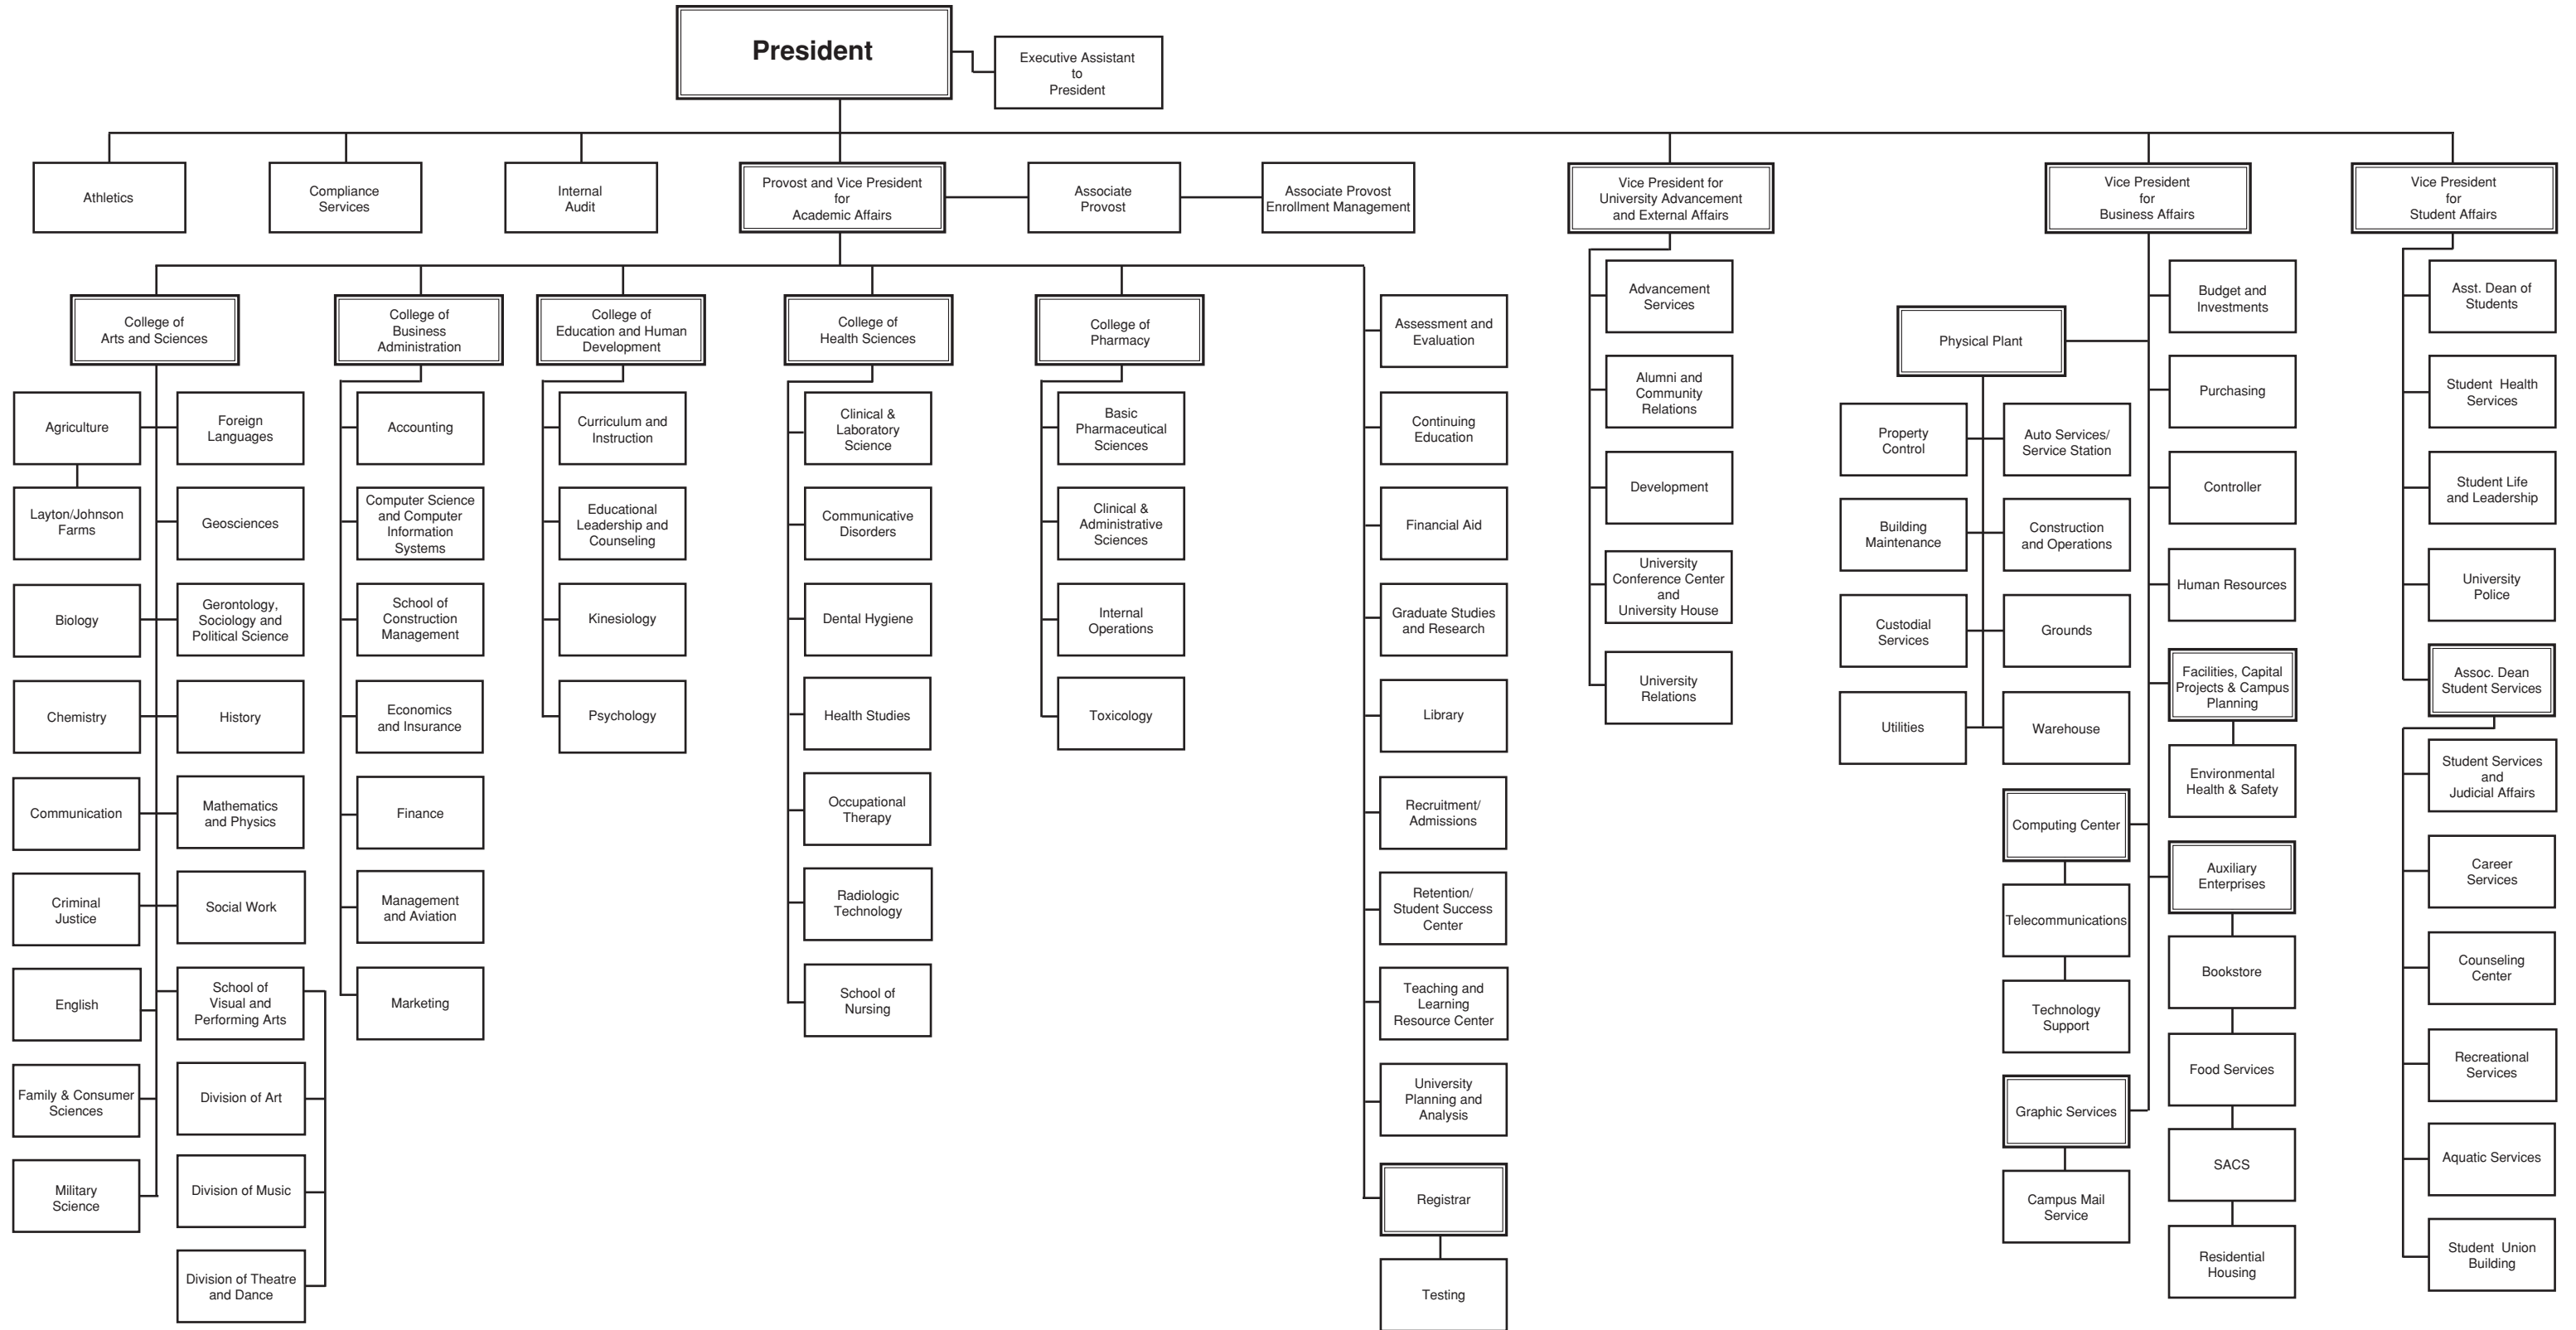 President
Executive Assistant
to
President
Athletics
Compliance
Services
Internal
Audit
Provost and Vice President
for
Academic Affairs
Associate
Provost
Associate Provost
Enrollment Management
Vice President for
University Advancement
and External Affairs
Vice President
for
Business Affairs
Vice President
for
Student Affairs
College of
Arts and Sciences
Agriculture
Layton/Johnson
Farms
Biology
Chemistry
Communication
Criminal
Justice
English
Family & Consumer
Sciences
Military
Science
Foreign
Languages
Geosciences
Gerontology,
Sociology and
Political Science
History
Mathematics
and Physics
Social Work
School of
Visual and
Performing Arts
Division of Art
Division of Music
Division of Theatre
and Dance
College of
Business
Administration
Accounting
Computer Science
and Computer
Information
Systems
School of
Construction
Management
Economics
and Insurance
Finance
Management
and Aviation
Marketing
College of
Education and Human
Development
Curriculum and
Instruction
Educational
Leadership and
Counseling
Kinesiology
Psychology
College of
Health Sciences
Clinical &
Laboratory
Science
Communicative
Disorders
Dental Hygiene
Health Studies
Occupational
Therapy
Radiologic
Technology
School of
Nursing
College of
Pharmacy
Basic
Pharmaceutical
Sciences
Clinical &
Administrative
Sciences
Internal
Operations
Toxicology
Assessment and
Evaluation
Continuing
Education
Financial Aid
Graduate Studies
and Research
Library
Recruitment/
Admissions
Retention/
Student Success
Center
Teaching and
Learning
Resource Center
University
Planning and
Analysis
Registrar
Testing
Advancement
Services
Alumni and
Community
Relations
Development
University
Conference Center
and
University House
University
Relations
Physical Plant
Property
Control
Building
Maintenance
Custodial
Services
Utilities
Auto Services/
Service Station
Construction
and Operations
Grounds
Warehouse
Computing Center
Telecommunications
Technology
Support
Graphic Services
Campus Mail
Service
Budget and
Investments
Purchasing
Controller
Human Resources
Facilities, Capital
Projects & Campus
Planning
Environmental
Health & Safety
Auxiliary
Enterprises
Bookstore
Food Services
SACS
Residential
Housing
Asst. Dean of
Students
Student Health
Services
Student Life
and Leadership
University
Police
Assoc. Dean
Student Services
Student Services
and
Judicial Affairs
Career
Services
Counseling
Center
Recreational
Services
Aquatic Services
Student Union
Building